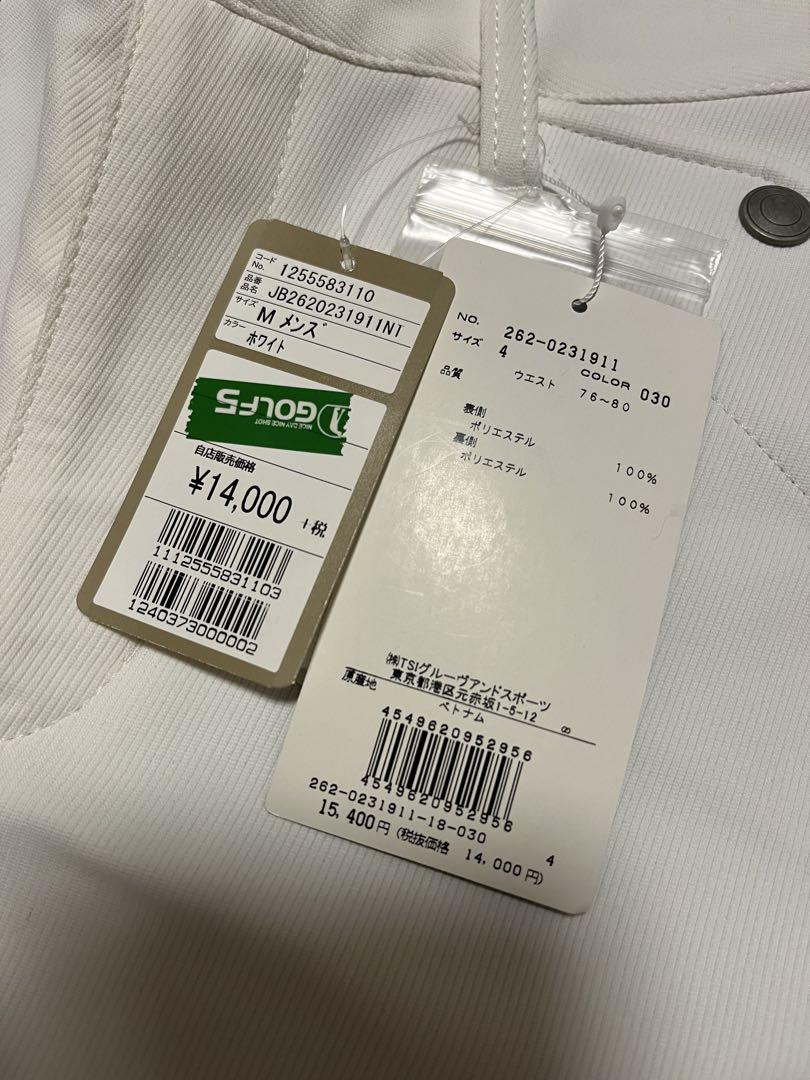 コード No. 1255583110
品番 品名 JB2620231911NT
サイズ M メンズ
カラー ホワイト
GOLF5
NICE DAY NICE SHOT
自店販売価格
¥14,000 +税
1112555831103
1240373000002
NO. 262-0231911
サイズ 4 COLOR 030
品質 ウエスト 76~80
裏側
ポリエステル 100%
裏側
ポリエステル 100%
㈱TSIグルーヴアンドスポーツ
東京都港区元赤坂1-5-12
原産地 ベトナム ∞
4549620952956
4549620952956
262-0231911-18-030
15,400円(税抜価格 14,000円)
4